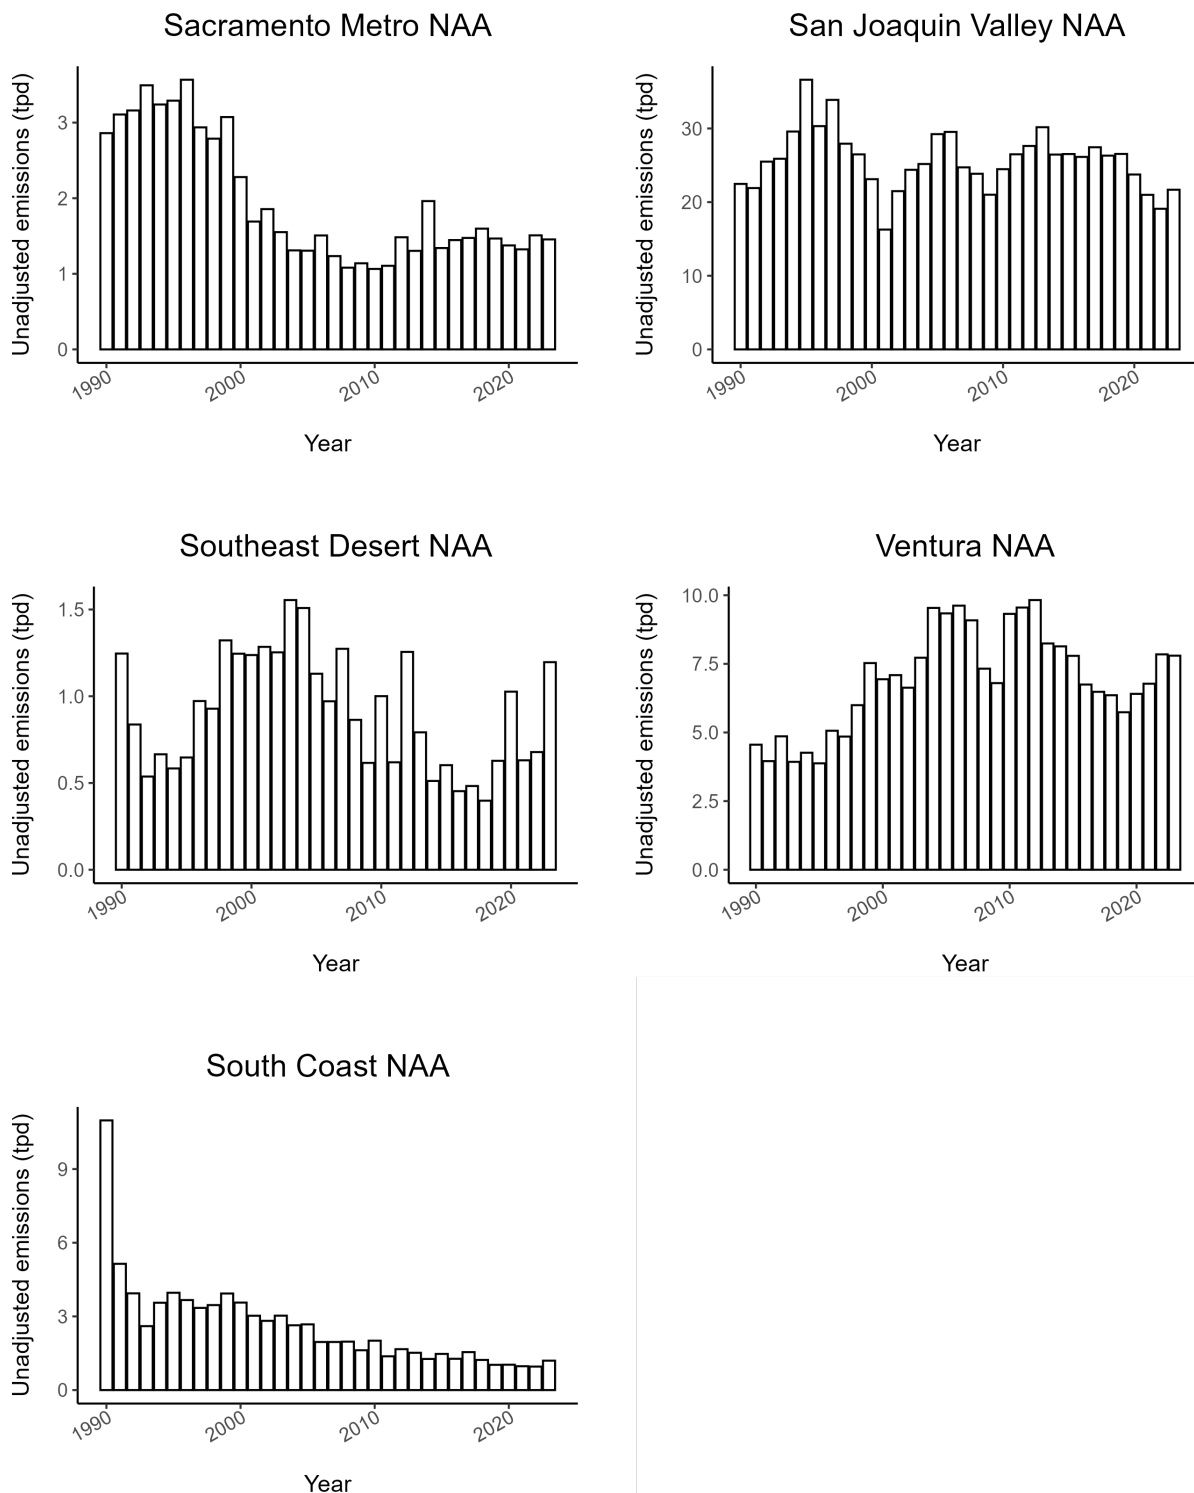 Sacramento Metro NAA
Unadjusted emissions (tpd)
3
2
1
0
1990 2000 2010 2020
Year
San Joaquin Valley NAA
Unadjusted emissions (tpd)
30
20
10
0
1990 2000 2010 2020
Year
Southeast Desert NAA
Unadjusted emissions (tpd)
1.5
1.0
0.5
0.0
1990 2000 2010 2020
Year
Ventura NAA
Unadjusted emissions (tpd)
10.0
7.5
5.0
2.5
0.0
1990 2000 2010 2020
Year
South Coast NAA
Unadjusted emissions (tpd)
9
6
3
0
1990 2000 2010 2020
Year